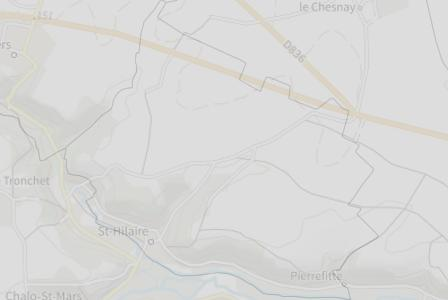 le Chesnay
D836
Tronchet
St-Hilaire
Pierrefitte
Chalo-St-Mars